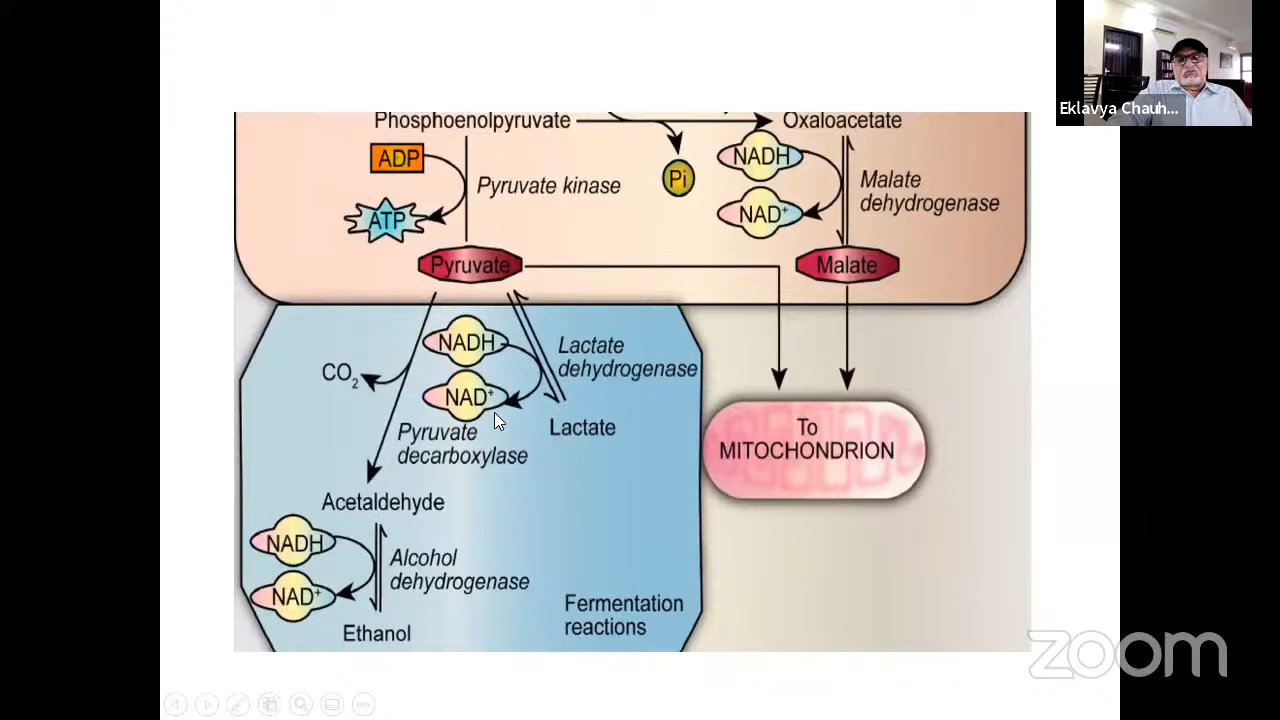 Phosphoenolpyruvate
Oxaloacetate
ADP
Pyruvate kinase
ATP
Pi
NADH
NAD+
Malate
dehydrogenase
Pyruvate
Malate
NADH
NAD+
Lactate
dehydrogenase
CO2
Pyruvate
decarboxylase
Lactate
To
MITOCHONDRION
Acetaldehyde
NADH
NAD+
Alcohol
dehydrogenase
Ethanol
Fermentation
reactions
Eklavya Chauh...
zoom